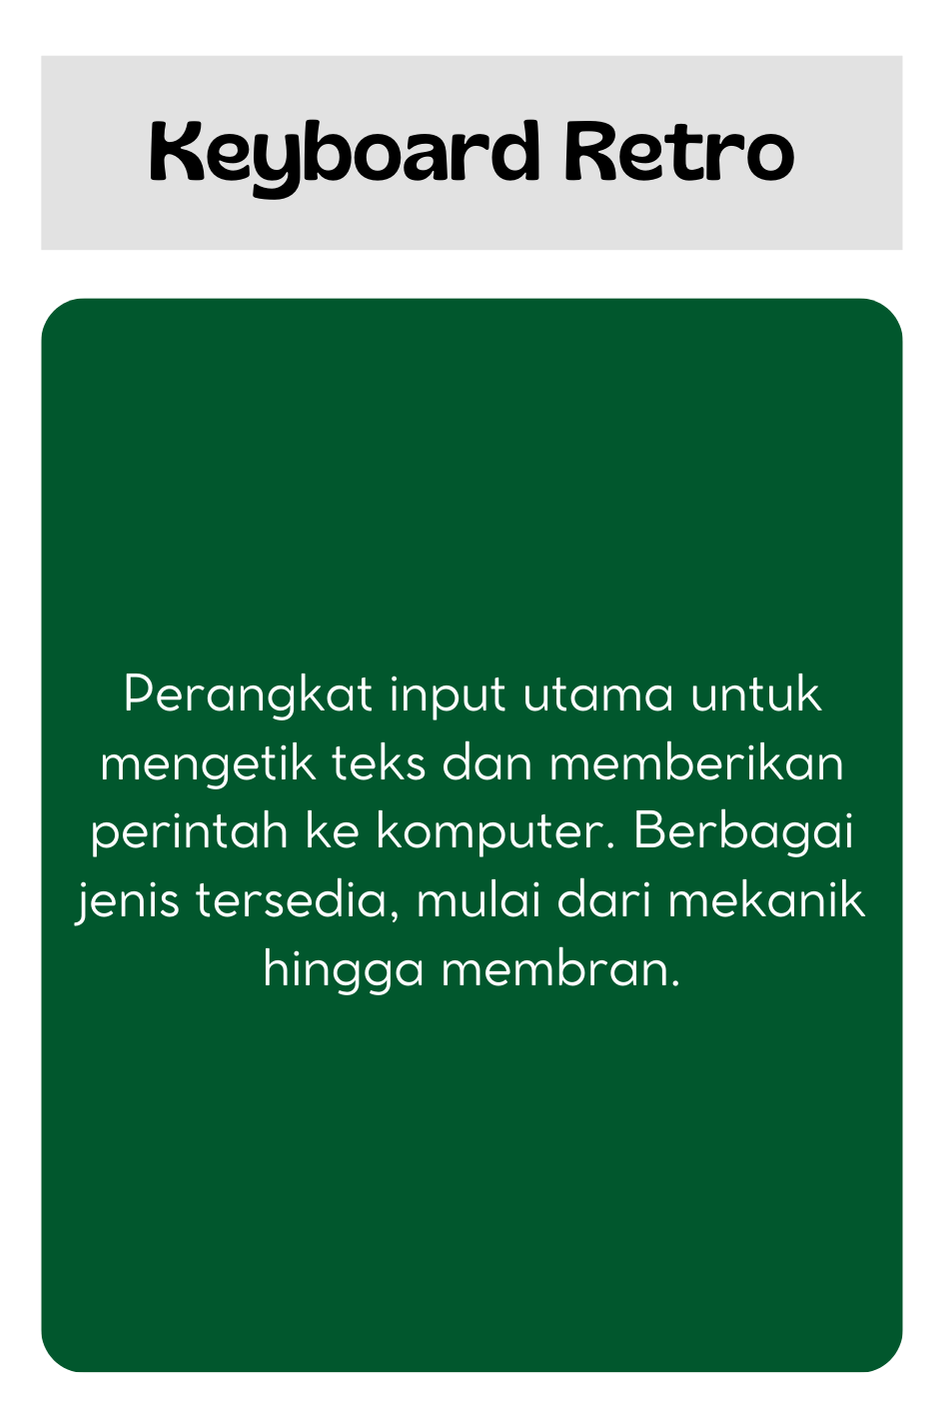 Keyboard Retro
Perangkat input utama untuk
mengetik teks dan memberikan
perintah ke komputer. Berbagai
jenis tersedia, mulai dari mekanik
hingga membran.